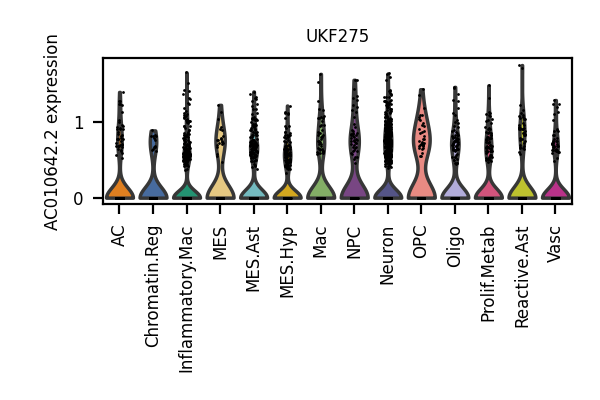 UKF275
AC010642.2 expression
1
0
AC
Chromatin.Reg
Inflammatory.Mac
MES
MES.Ast
MES.Hyp
Mac
NPC
Neuron
OPC
Oligo
Prolif.Metab
Reactive.Ast
Vasc